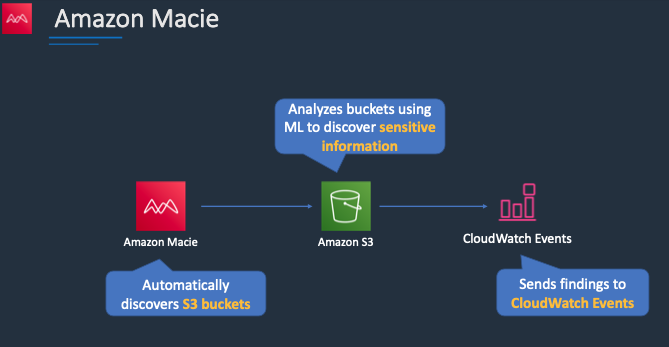 Amazon Macie
Analyzes buckets using
ML to discover sensitive
information
Amazon Macie
Amazon S3
CloudWatch Events
Automatically
discovers S3 buckets
Sends findings to
CloudWatch Events